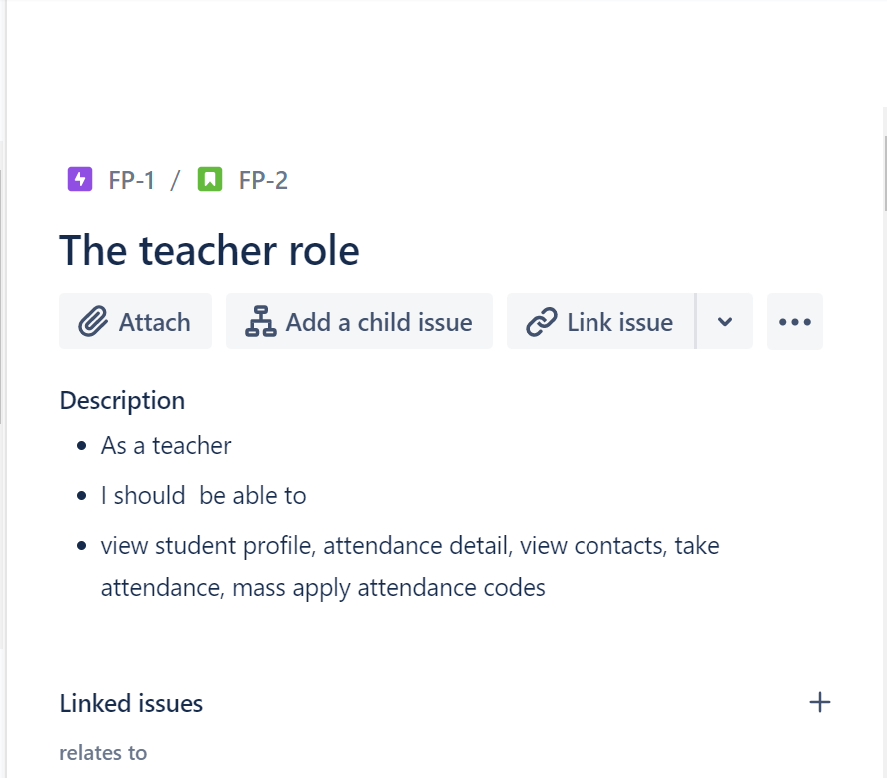 FP-1 / FP-2
The teacher role
Attach Add a child issue Link issue
Description
• As a teacher
• I should  be able to
• view student profile, attendance detail, view contacts, take
attendance, mass apply attendance codes
Linked issues
relates to